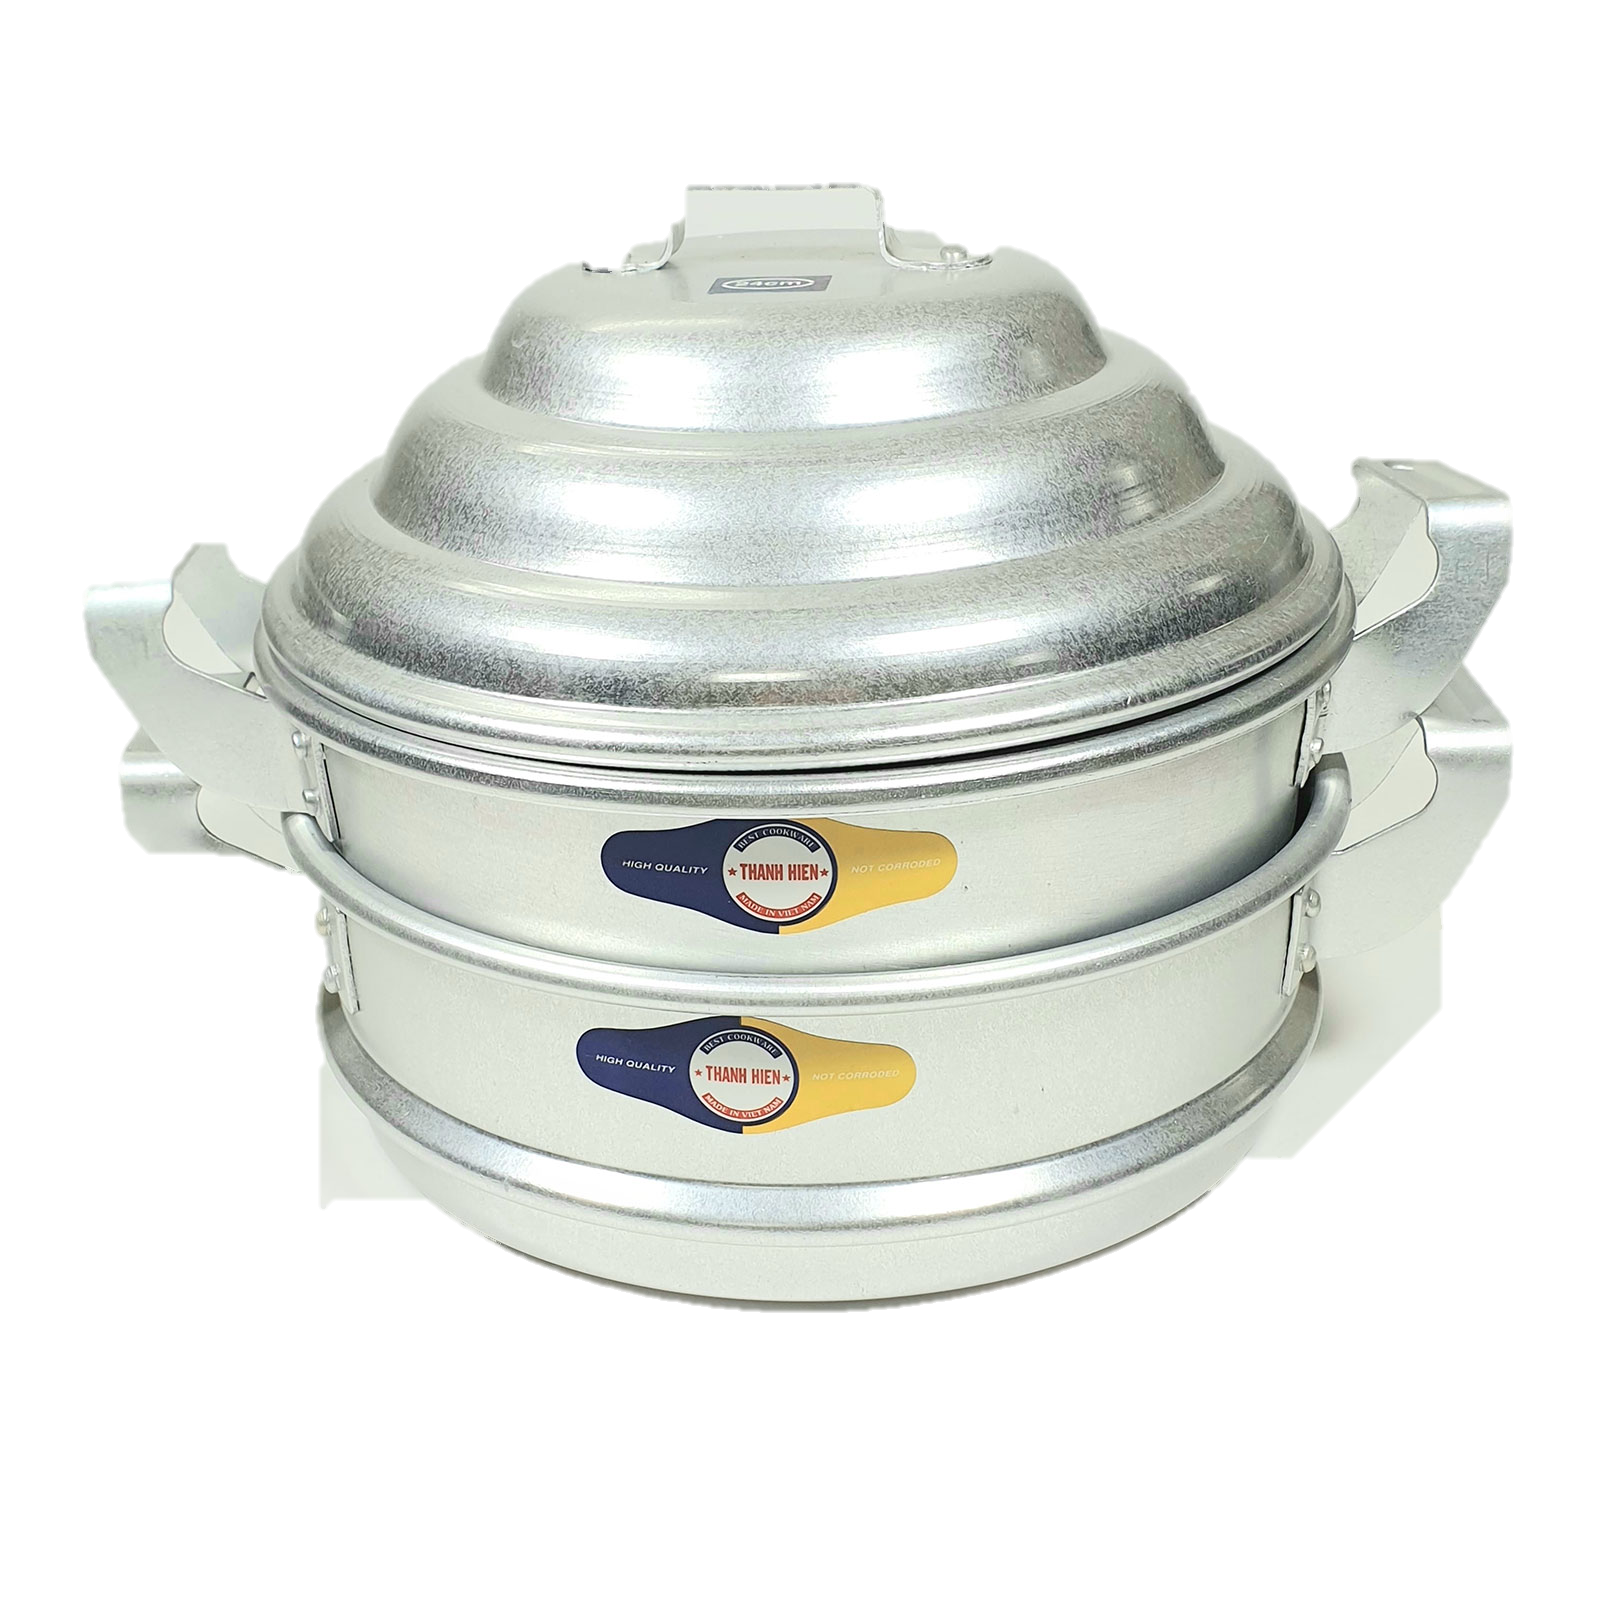 24cm
BEST COOKWARE
HIGH QUALITY
THANH HIEN
NOT CORRODED
MADE IN VIET NAM
BEST COOKWARE
HIGH QUALITY
THANH HIEN
NOT CORRODED
MADE IN VIET NAM